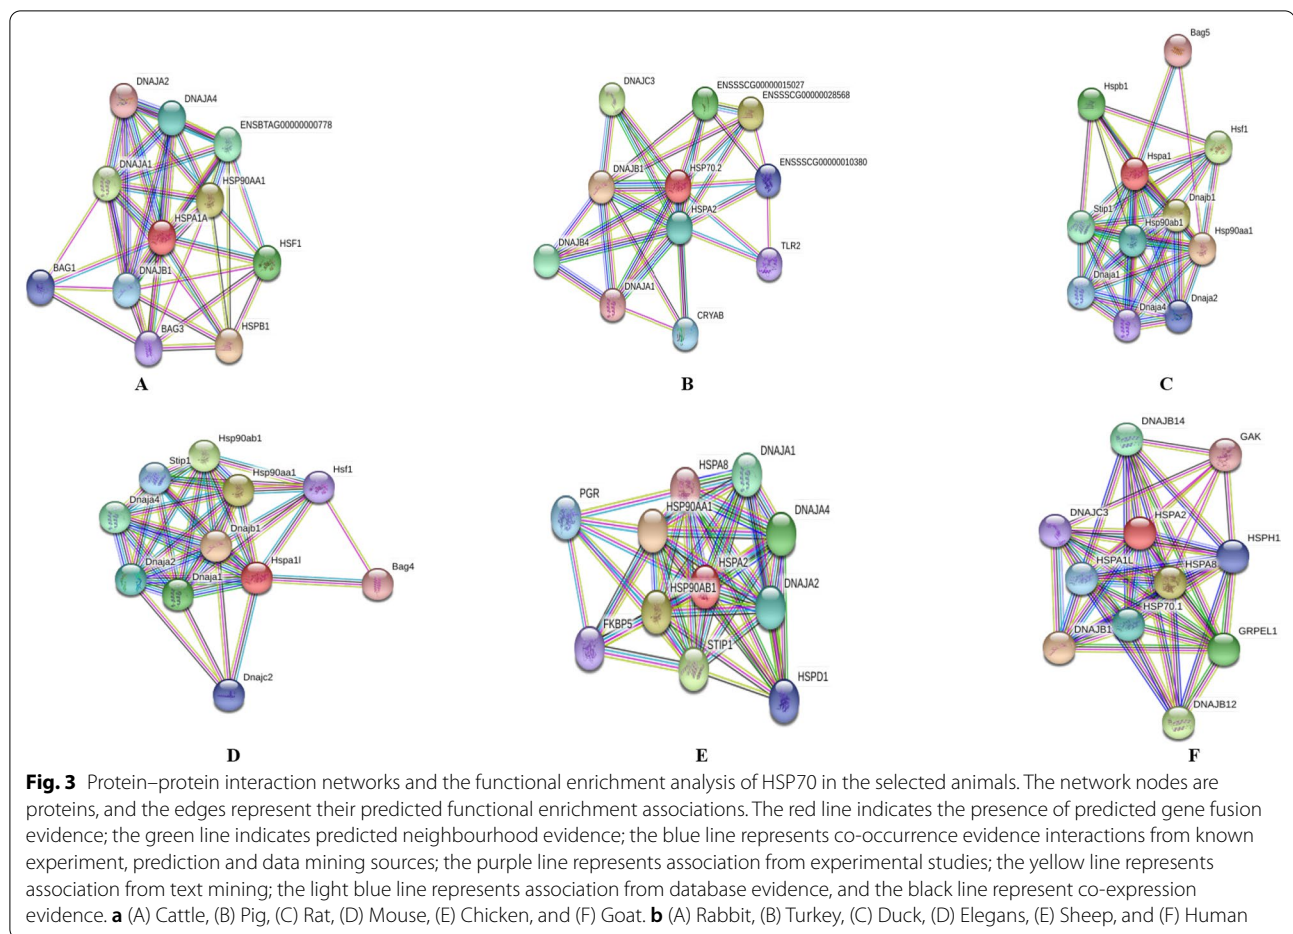 DNAJA2
DNAJA4
ENSBTAG00000000778
DNAJA1
HSP90AA1
HSPA1A
HSF1
BAG1
DNAJB1
BAG3
HSPB1
A
DNAJC3
ENSSSCG00000015027
ENSSSCG00000028568
ENSSSCG00000010380
DNAJB1
HSP70.2
HSPA2
DNAJB4
TLR2
DNAJA1
CRYAB
B
Bag5
Hspb1
Hsf1
Hspa1
Dnajb1
Stip1
Hsp90ab1
Hsp90aa1
Dnaja1
Dnaja2
Dnaja4
C
Hsp90ab1
Stip1
Hsp90aa1
Hsf1
Dnaja4
Dnajb1
Dnaja2
Dnaja1
Hspa1l
Bag4
Dnajc2
D
DNAJA1
HSPA8
PGR
HSP90AA1
DNAJA4
HSPA2
DNAJA2
HSP90AB1
FKBP5
STIP1
HSPD1
E
DNAJB14
GAK
DNAJC3
HSPA2
HSPH1
HSPA1L
HSPA8
HSP70.1
DNAJB1
GRPEL1
DNAJB12
F
Fig. 3 Protein–protein interaction networks and the functional enrichment analysis of HSP70 in the selected animals. The network nodes are
proteins, and the edges represent their predicted functional enrichment associations. The red line indicates the presence of predicted gene fusion
evidence; the green line indicates predicted neighbourhood evidence; the blue line represents co-occurrence evidence interactions from known
experiment, prediction and data mining sources; the purple line represents association from experimental studies; the yellow line represents
association from text mining; the light blue line represents association from database evidence, and the black line represent co-expression
evidence. a (A) Cattle, (B) Pig, (C) Rat, (D) Mouse, (E) Chicken, and (F) Goat. b (A) Rabbit, (B) Turkey, (C) Duck, (D) Elegans, (E) Sheep, and (F) Human